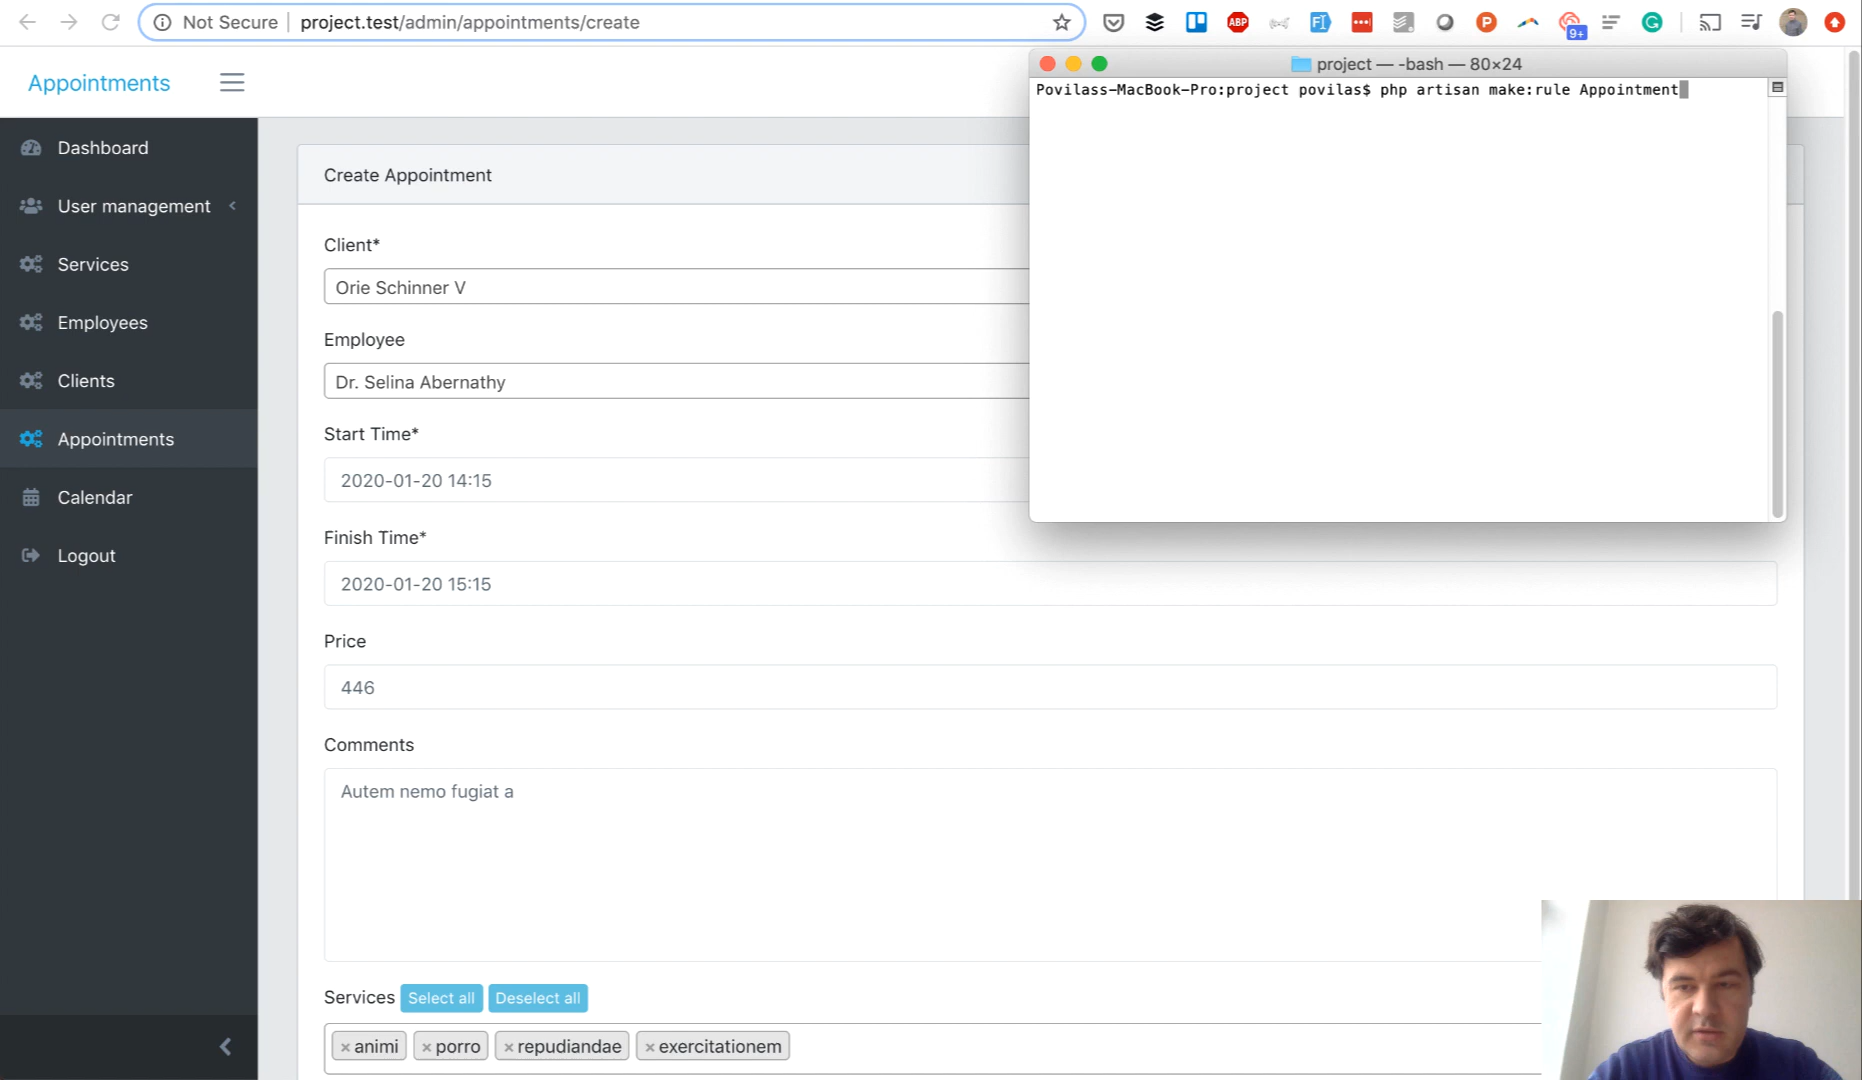 Not Secure project.test/admin/appointments/create
ABP
9+
project — -bash — 80×24
Povilass-MacBook-Pro:project povilas$ php artisan make:rule Appointment
Appointments
Dashboard
User management
Services
Employees
Clients
Appointments
Calendar
Logout
Create Appointment
Client*
Orie Schinner V
Employee
Dr. Selina Abernathy
Start Time*
2020-01-20 14:15
Finish Time*
2020-01-20 15:15
Price
446
Comments
Autem nemo fugiat a
Services Select all Deselect all
×animi ×porro ×repudiandae ×exercitationem